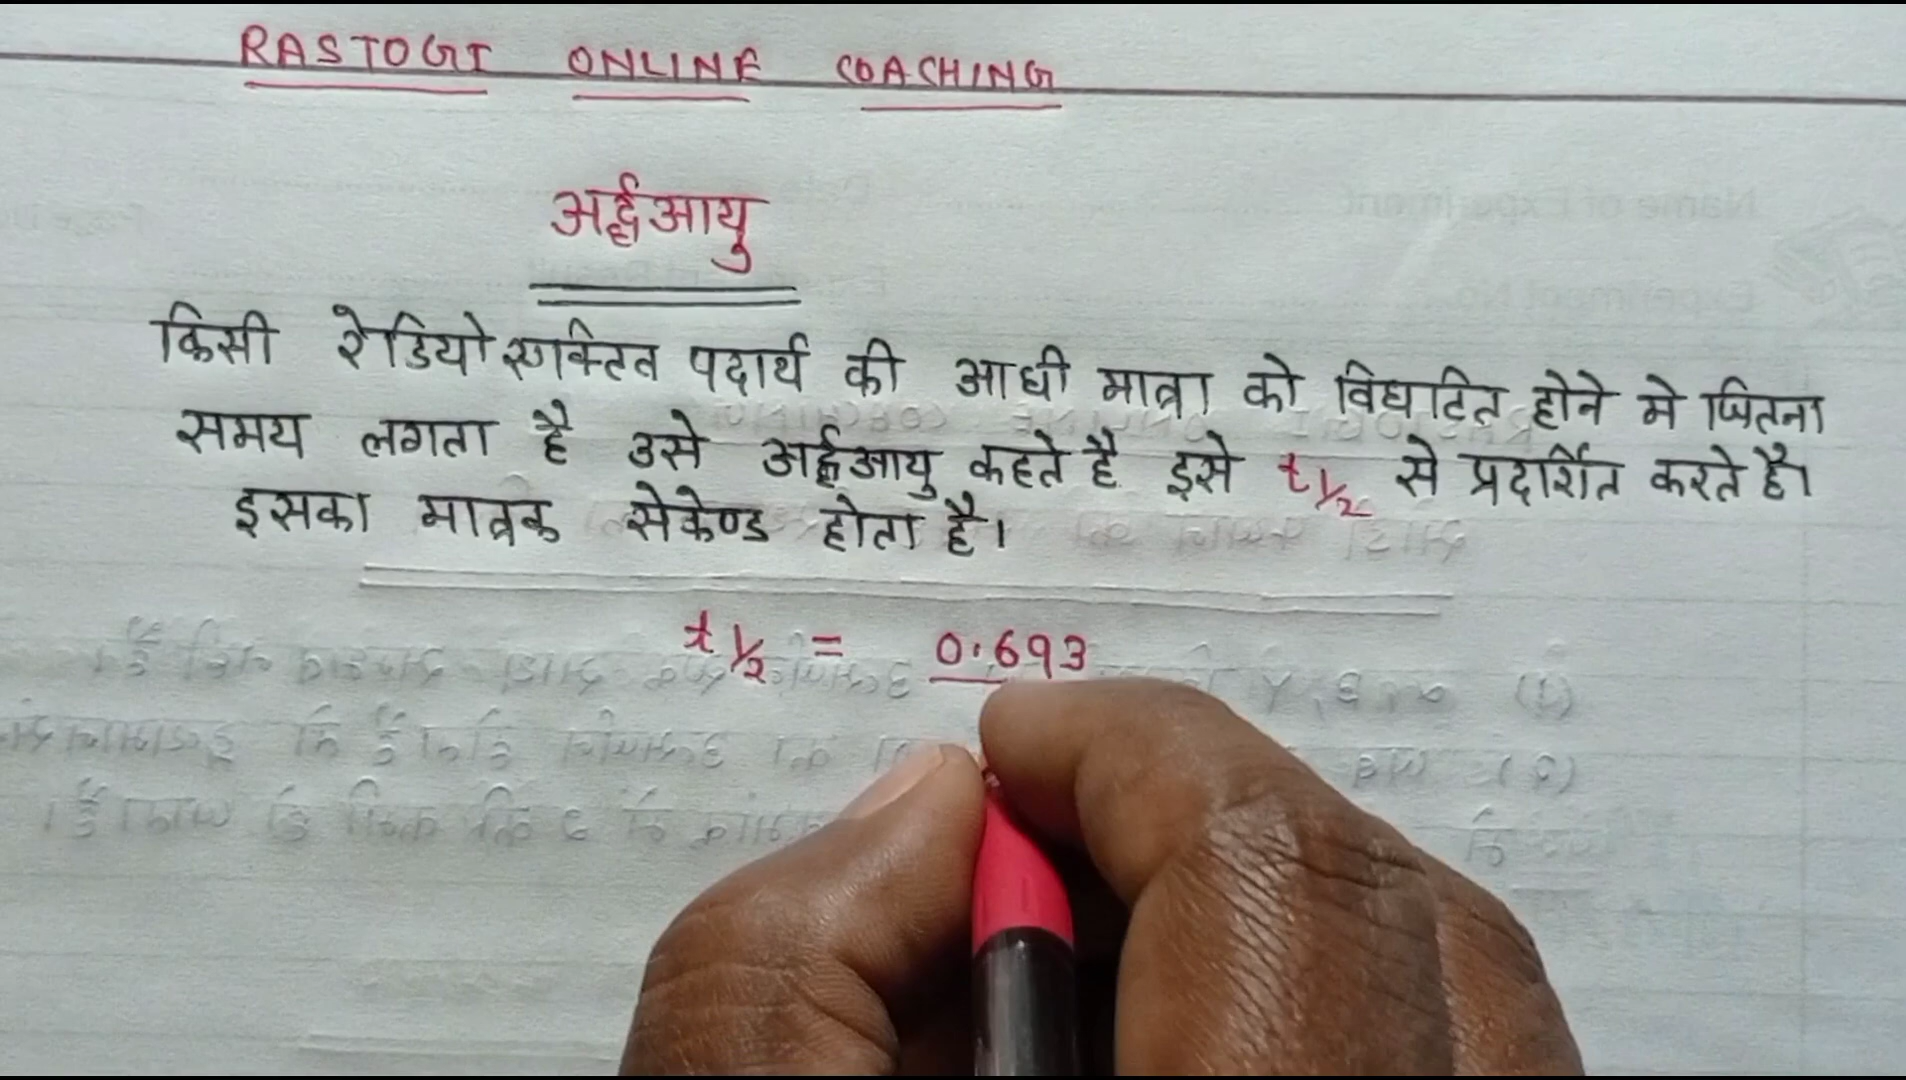 RASTOGI ONLINE COACHING
अर्द्धआयु
किसी रेडियो एक्टिव पदार्थ की आधी मात्रा को विघटित होने मे जितना
समय लगता है उसे अर्द्धआयु कहते है इसे t1/2 से प्रदर्शित करते है।
इसका मात्रक सेकेण्ड होता है।
t1/2 = 0.693